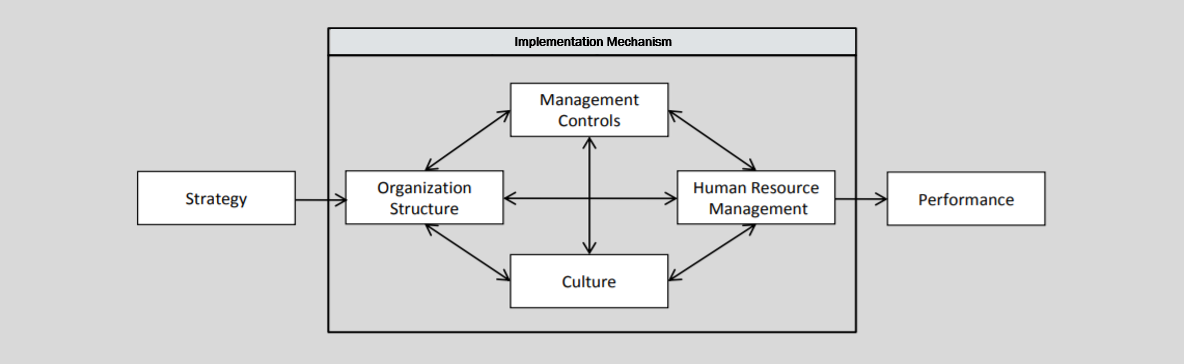 Implementation Mechanism
Management
Controls
Strategy
Organization
Structure
Human Resource
Management
Performance
Culture